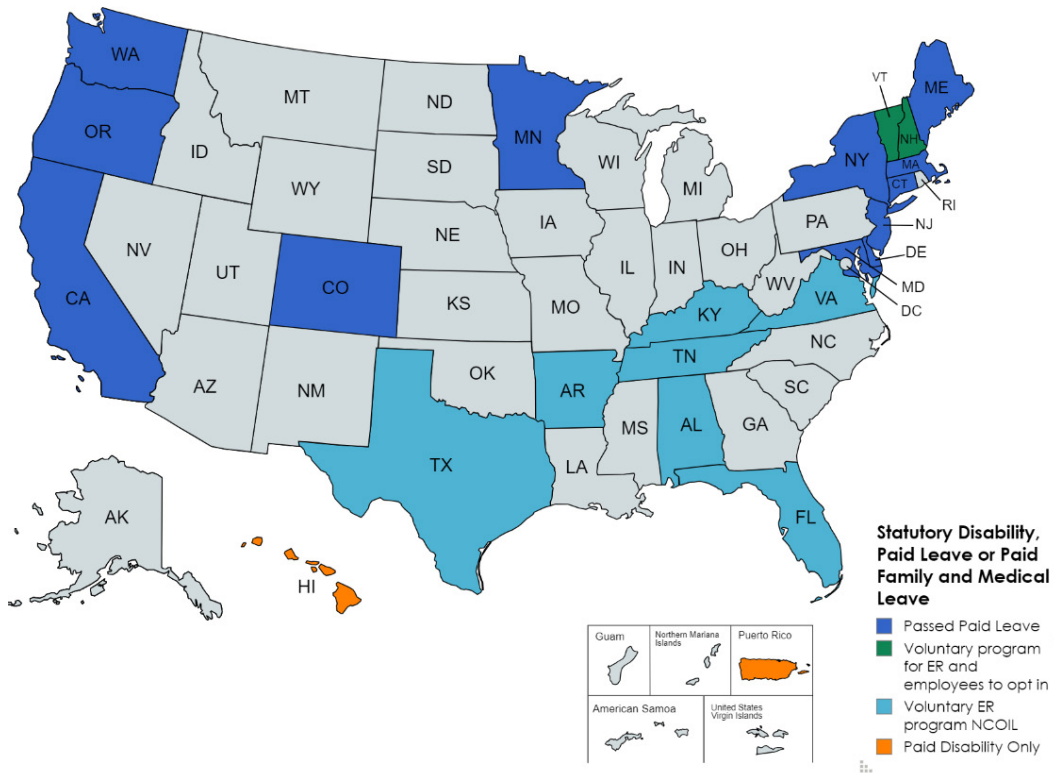 WA
OR
CA
ID
NV
MT
WY
UT
AZ
CO
NM
ND
SD
NE
KS
OK
TX
MN
IA
MO
AR
LA
WI
IL
MI
IN
OH
KY
TN
MS
AL
GA
FL
SC
NC
VA
WV
PA
NY
VT
NH
ME
MA
CT
RI
NJ
DE
MD
DC
AK
HI
Guam
Northern Mariana
Islands
Puerto Rico
American Samoa
United States
Virgin Islands
Statutory Disability,
Paid Leave or Paid
Family and Medical
Leave
Passed Paid Leave
Voluntary program
for ER and
employees to opt in
Voluntary ER
program NCOIL
Paid Disability Only